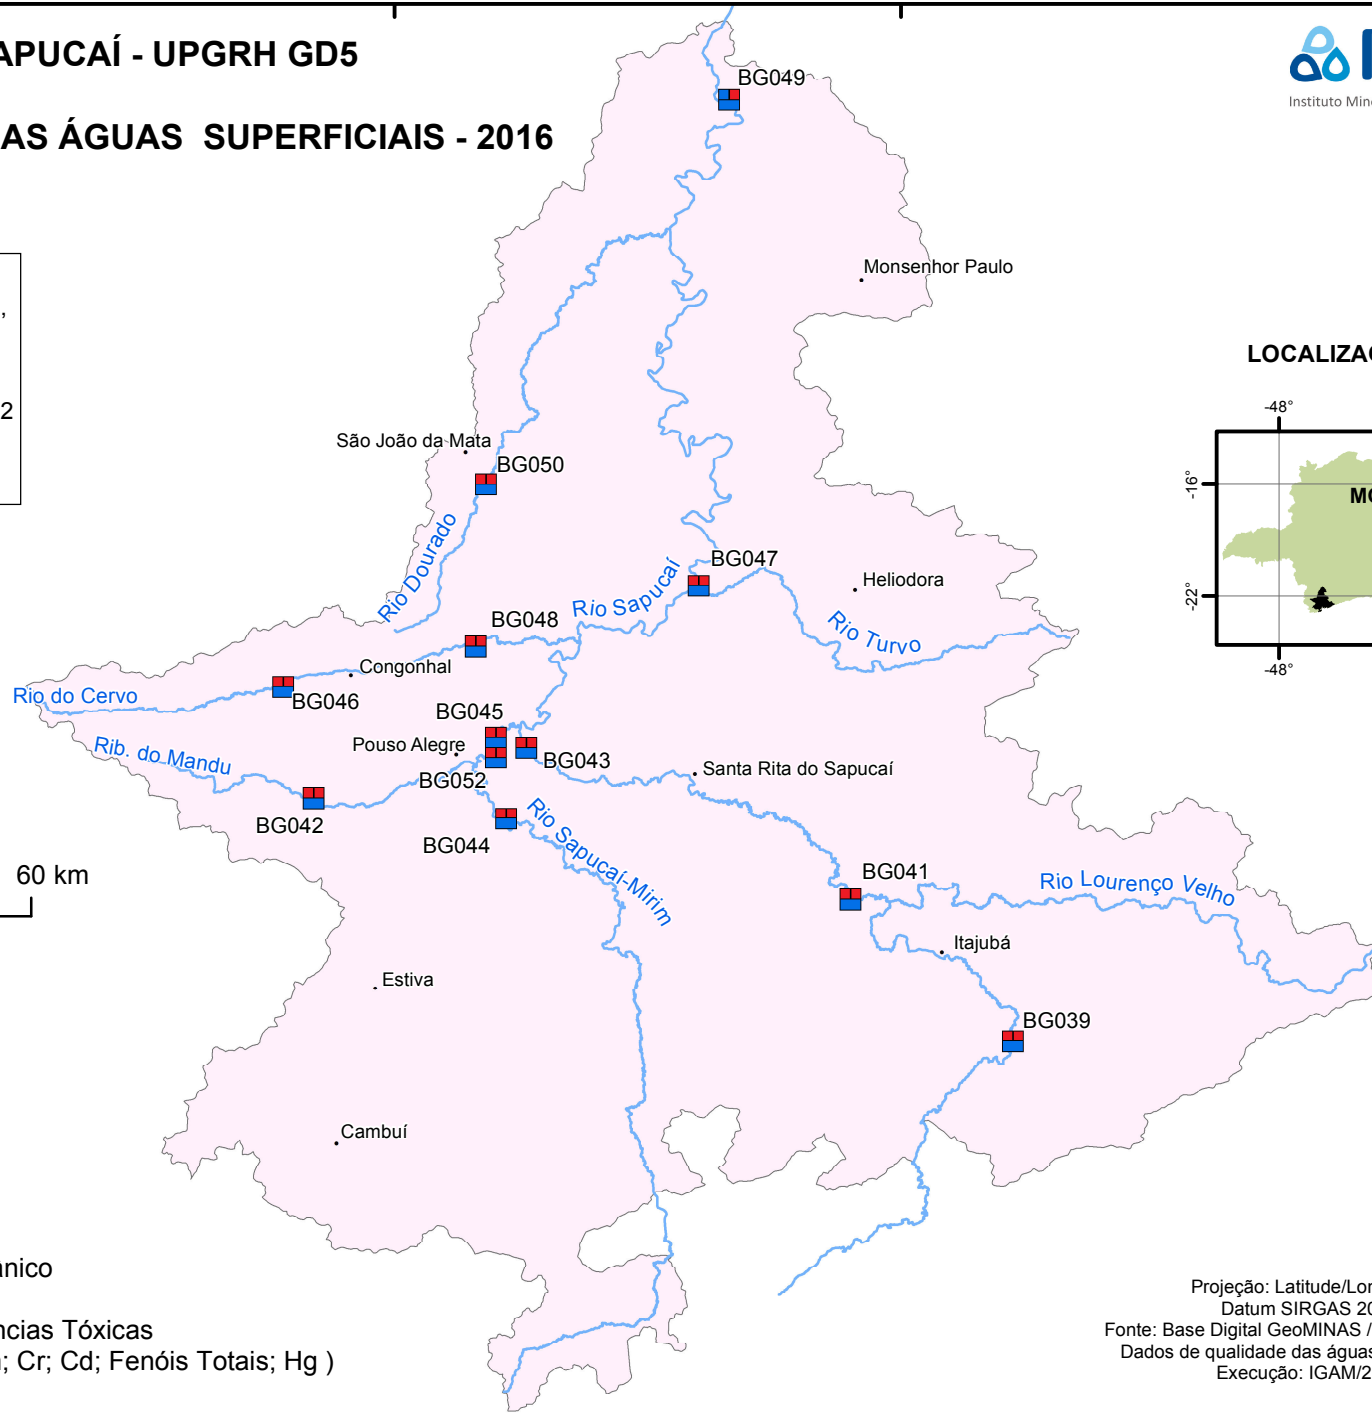 APUCAÍ - UPGRH GD5
AS ÁGUAS SUPERFICIAIS - 2016
Instituto Min
,
2
BG049
Monsenhor Paulo
LOCALIZAÇ
-48°
-16°
-22°
-48°
São João da Mata
BG050
Rio Dourado
BG047
Heliodora
Rio Sapucaí
Rio Turvo
BG048
Congonhal
BG046
Rio do Cervo
BG045
Pouso Alegre
BG043
BG052
Rib. do Mandu
Santa Rita do Sapucaí
BG042
BG044
Rio Sapucaí-Mirim
BG041
Rio Lourenço Velho
60 km
Itajubá
Estiva
BG039
Cambuí
ânico
ncias Tóxicas
; Cr; Cd; Fenóis Totais; Hg )
Projeção: Latitude/Lon
Datum SIRGAS 20
Fonte: Base Digital GeoMINAS /
Dados de qualidade das águas
Execução: IGAM/2